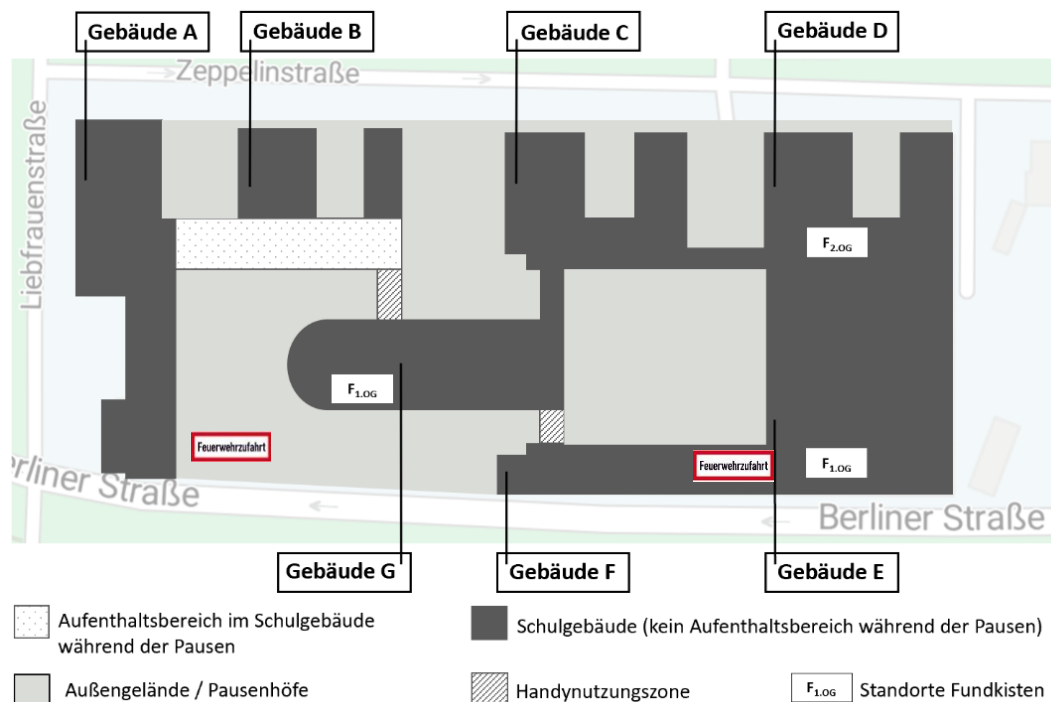 Gebäude A
Gebäude B
Gebäude C
Gebäude D
Zeppelinstraße
Liebfrauenstraße
F2.OG
F1.OG
Feuerwehrzufahrt
Feuerwehrzufahrt
F1.OG
erliner Straße
Berliner Straße
Gebäude G
Gebäude F
Gebäude E
Aufenthaltsbereich im Schulgebäude
während der Pausen
Schulgebäude (kein Aufenthaltsbereich während der Pausen)
Außengelände / Pausenhöfe
Handynutzungszone
F1.OG Standorte Fundkisten